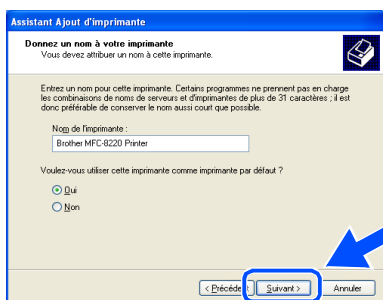 Assistant Ajout d'imprimante
Donnez un nom à votre imprimante
Vous devez attribuer un nom à cette imprimante.
Entrez un nom pour cette imprimante. Certains programmes ne prennent pas en charge
les combinaisons de noms de serveurs et d'imprimantes de plus de 31 caractères ; il est
donc préférable de conserver le nom aussi court que possible.
Nom de l'imprimante :
Brother MFC-8220 Printer
Voulez-vous utiliser cette imprimante comme imprimante par défaut ?
Oui
Non
< Précédent Suivant > Annuler